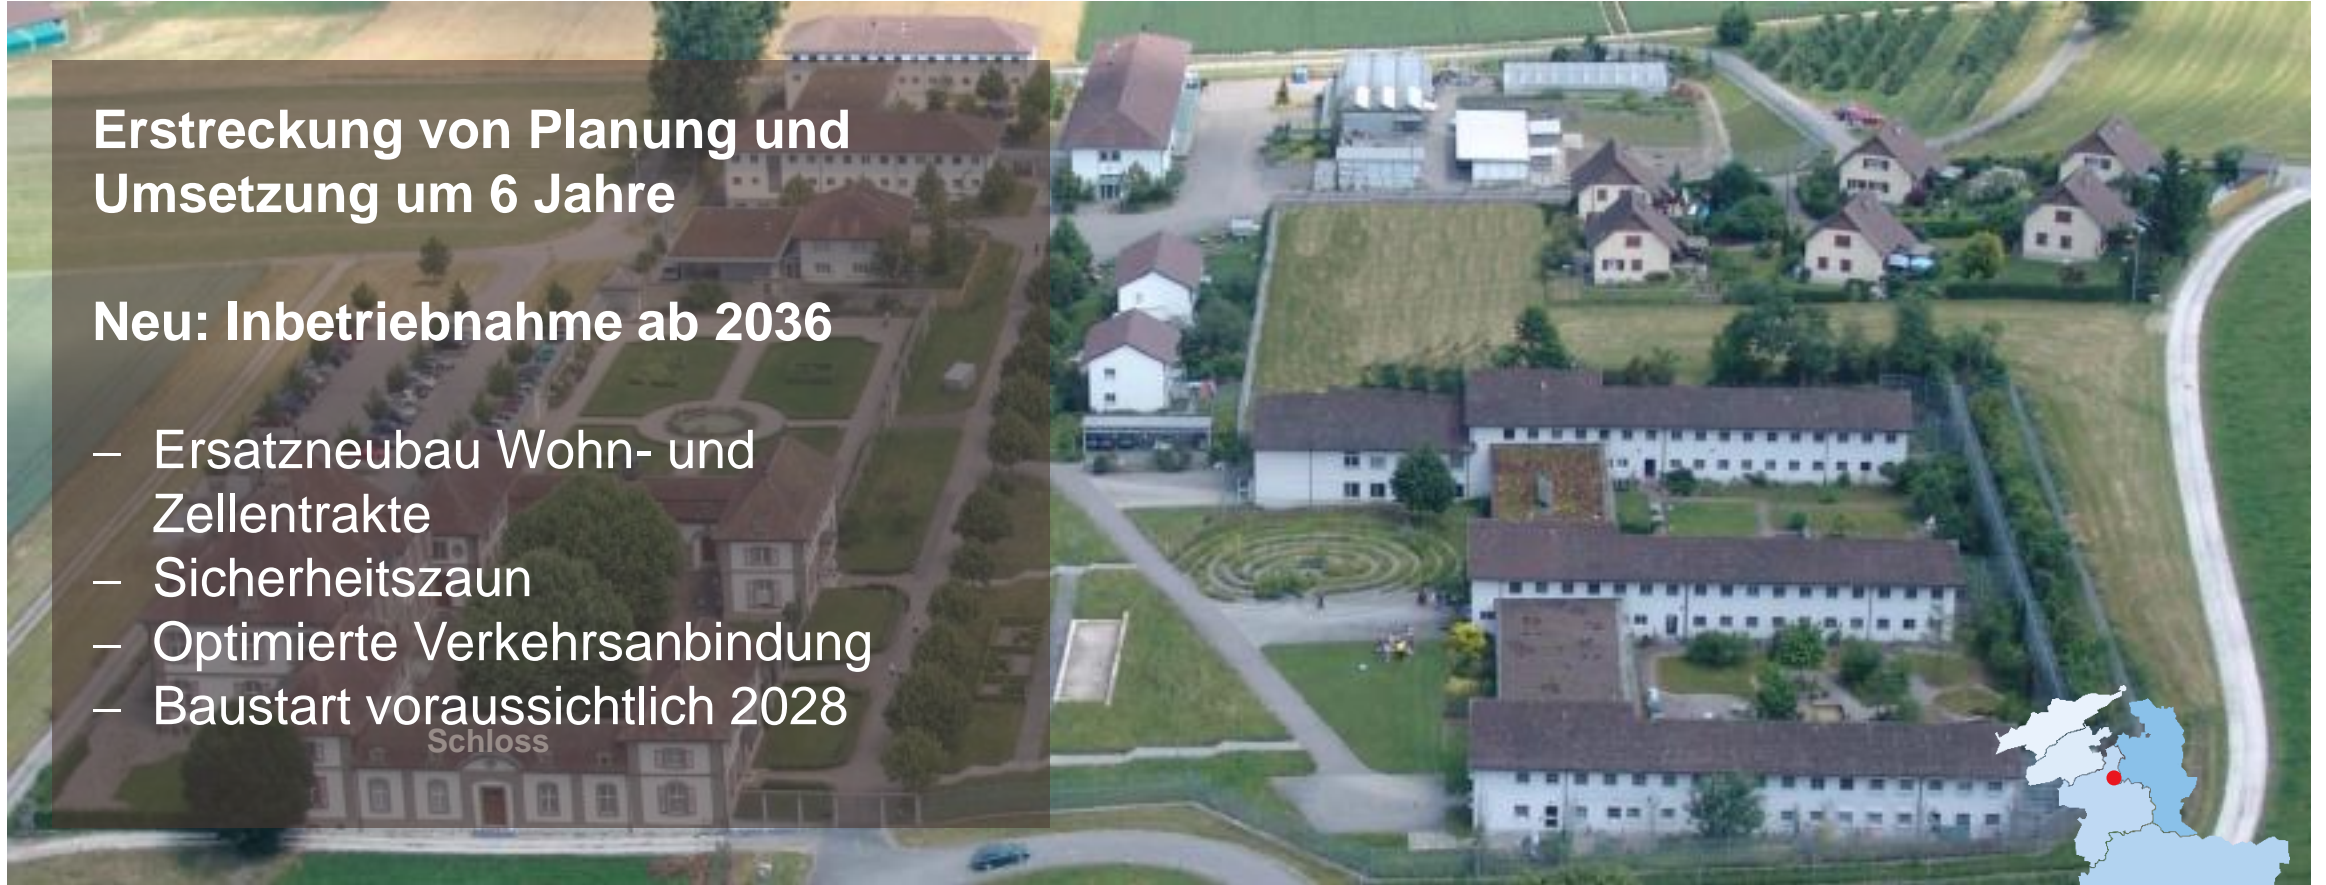 Erstreckung von Planung und
Umsetzung um 6 Jahre
Neu: Inbetriebnahme ab 2036
– Ersatzneubau Wohn- und
Zellentrakte
– Sicherheitszaun
– Optimierte Verkehrsanbindung
– Baustart voraussichtlich 2028
Schloss